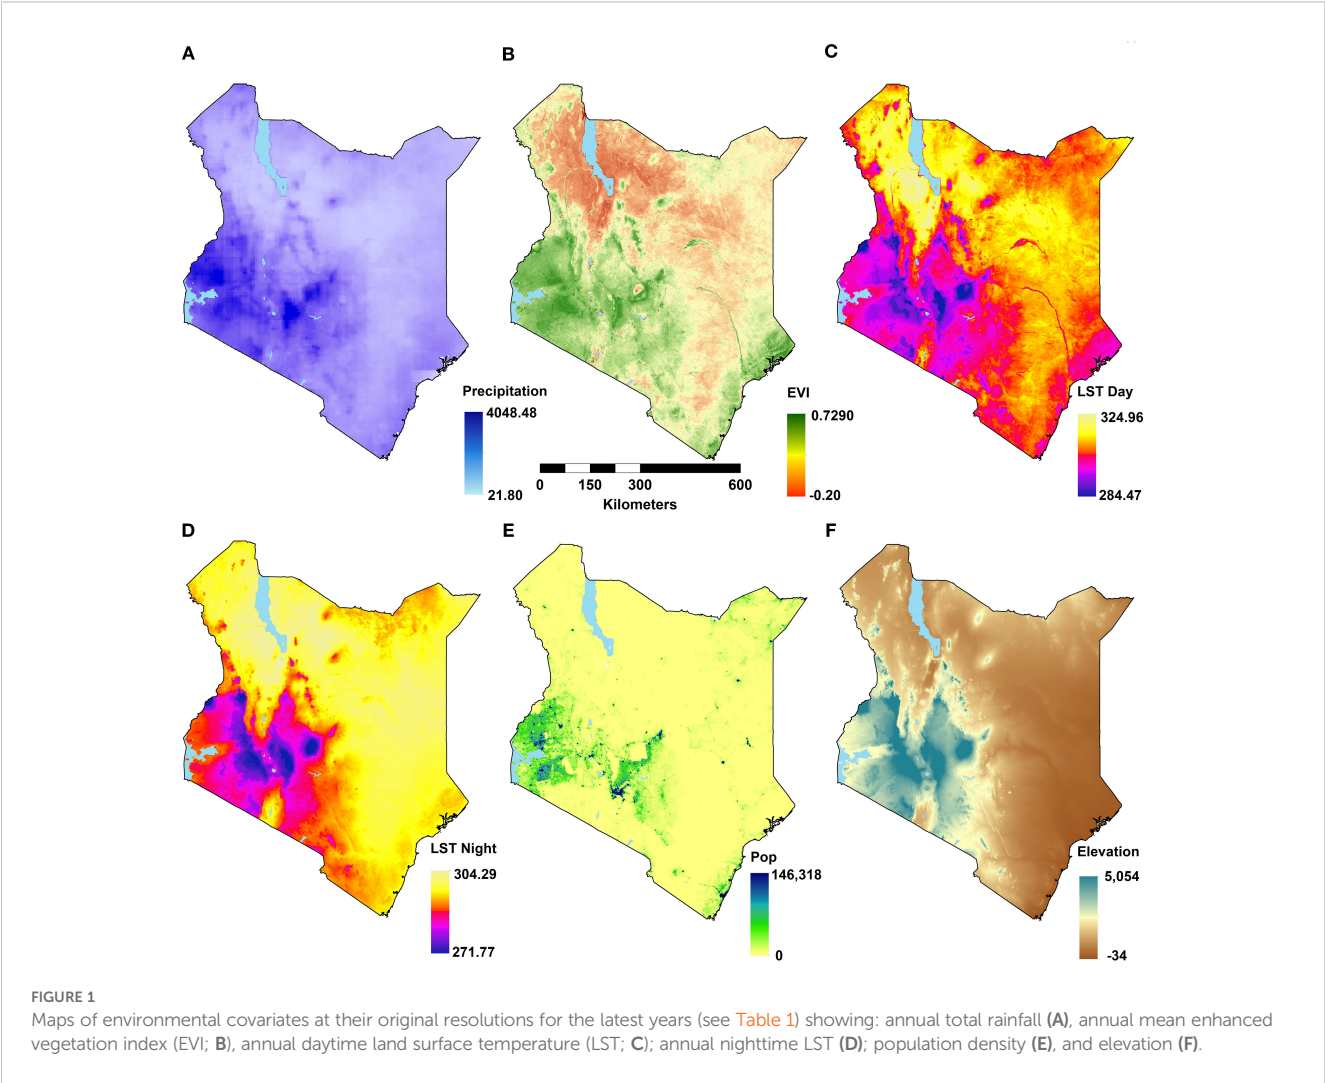 A
B
C
Precipitation
4048.48
21.80
EVI
0.7290
-0.20
LST Day
324.96
284.47
0 150 300 600
Kilometers
D
E
F
LST Night
304.29
271.77
Pop
146,318
0
Elevation
5,054
-34
FIGURE 1
Maps of environmental covariates at their original resolutions for the latest years (see Table 1) showing: annual total rainfall (A), annual mean enhanced
vegetation index (EVI; B), annual daytime land surface temperature (LST; C); annual nighttime LST (D); population density (E), and elevation (F).